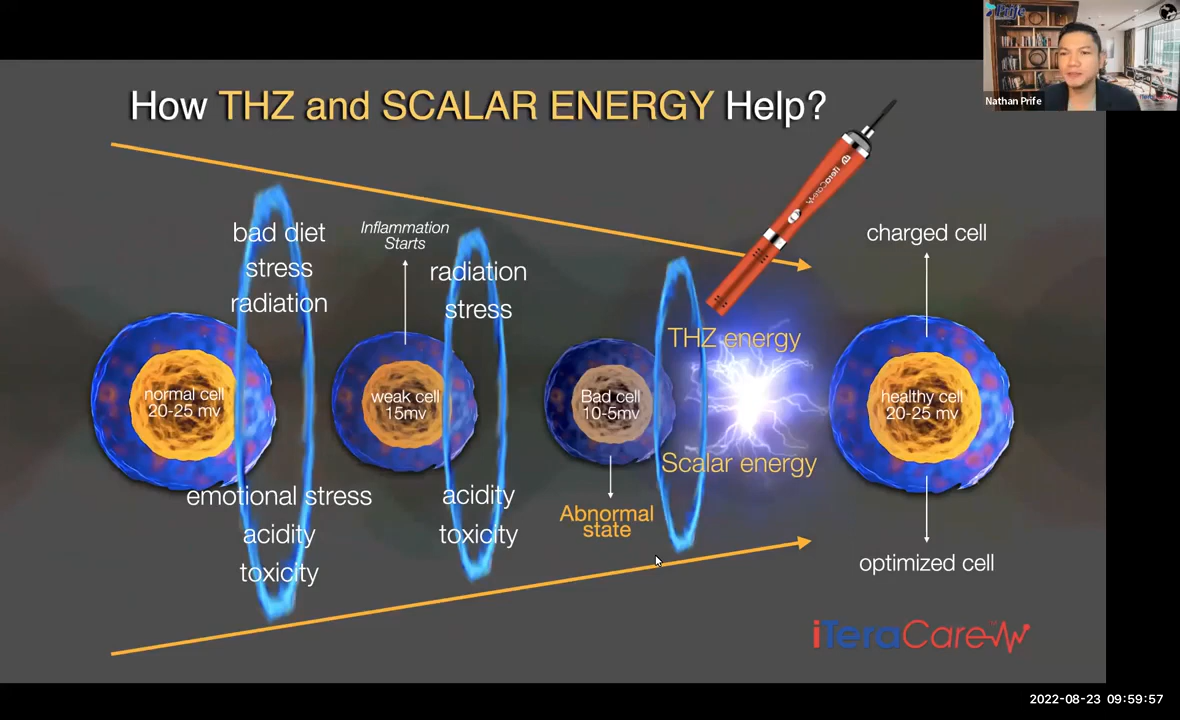 Prife
Nathan Prife
How THZ and SCALAR ENERGY Help?
bad diet
stress
radiation
Inflammation
Starts
radiation
stress
charged cell
THZ energy
normal cell
20-25 mv
weak cell
15mv
Bad cell
10-5mv
healthy cell
20-25 mv
Scalar energy
emotional stress
acidity
toxicity
acidity
toxicity
Abnormal
state
optimized cell
iTeraCare
iTeraCare
2022-08-23 09:59:57